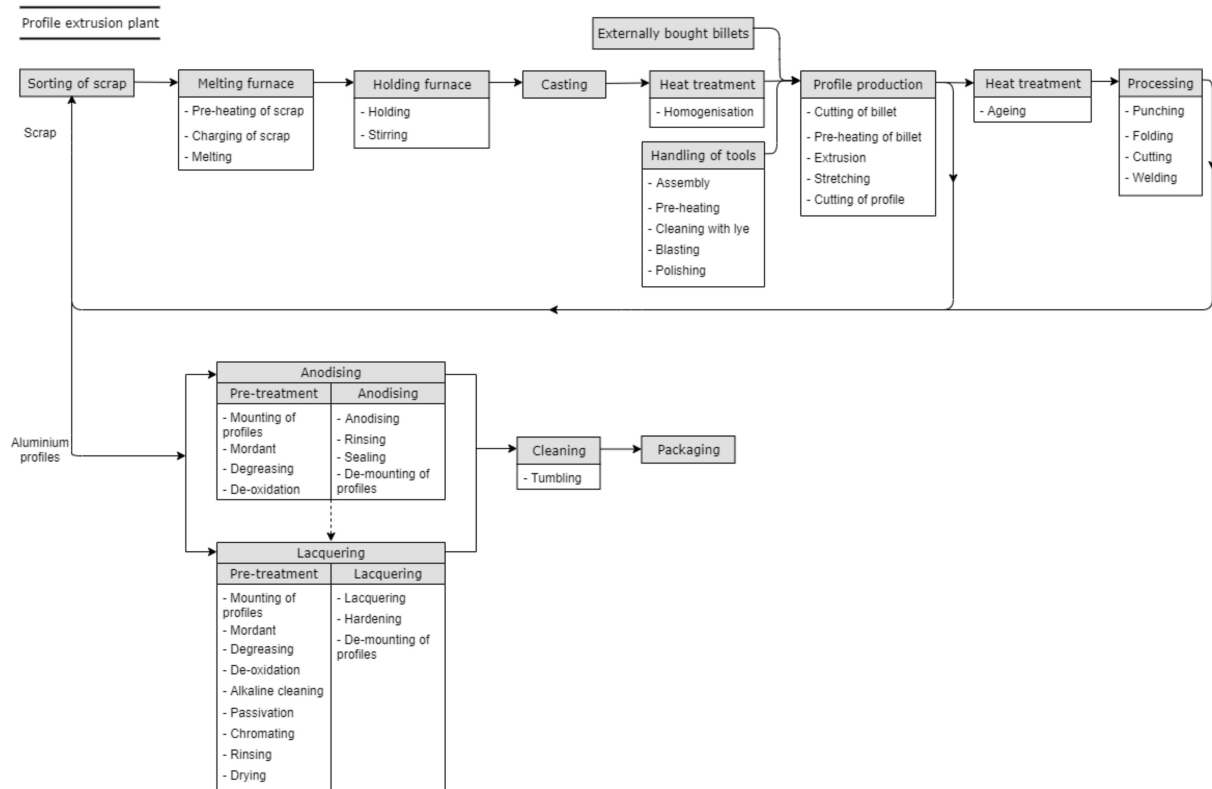 Profile extrusion plant
Externally bought billets
Sorting of scrap
Melting furnace
- Pre-heating of scrap
- Charging of scrap
- Melting
Holding furnace
- Holding
- Stirring
Casting
Heat treatment
- Homogenisation
Handling of tools
- Assembly
- Pre-heating
- Cleaning with lye
- Blasting
- Polishing
Profile production
- Cutting of billet
- Pre-heating of billet
- Extrusion
- Stretching
- Cutting of profile
Heat treatment
- Ageing
Processing
- Punching
- Folding
- Cutting
- Welding
Scrap
Aluminium
profiles
Anodising
Pre-treatment
- Mounting of
profiles
- Mordant
- Degreasing
- De-oxidation
Anodising
- Anodising
- Rinsing
- Sealing
- De-mounting of
profiles
Lacquering
Pre-treatment
- Mounting of
profiles
- Mordant
- Degreasing
- De-oxidation
- Alkaline cleaning
- Passivation
- Chromating
- Rinsing
- Drying
Lacquering
- Lacquering
- Hardening
- De-mounting of
profiles
Cleaning
- Tumbling
Packaging